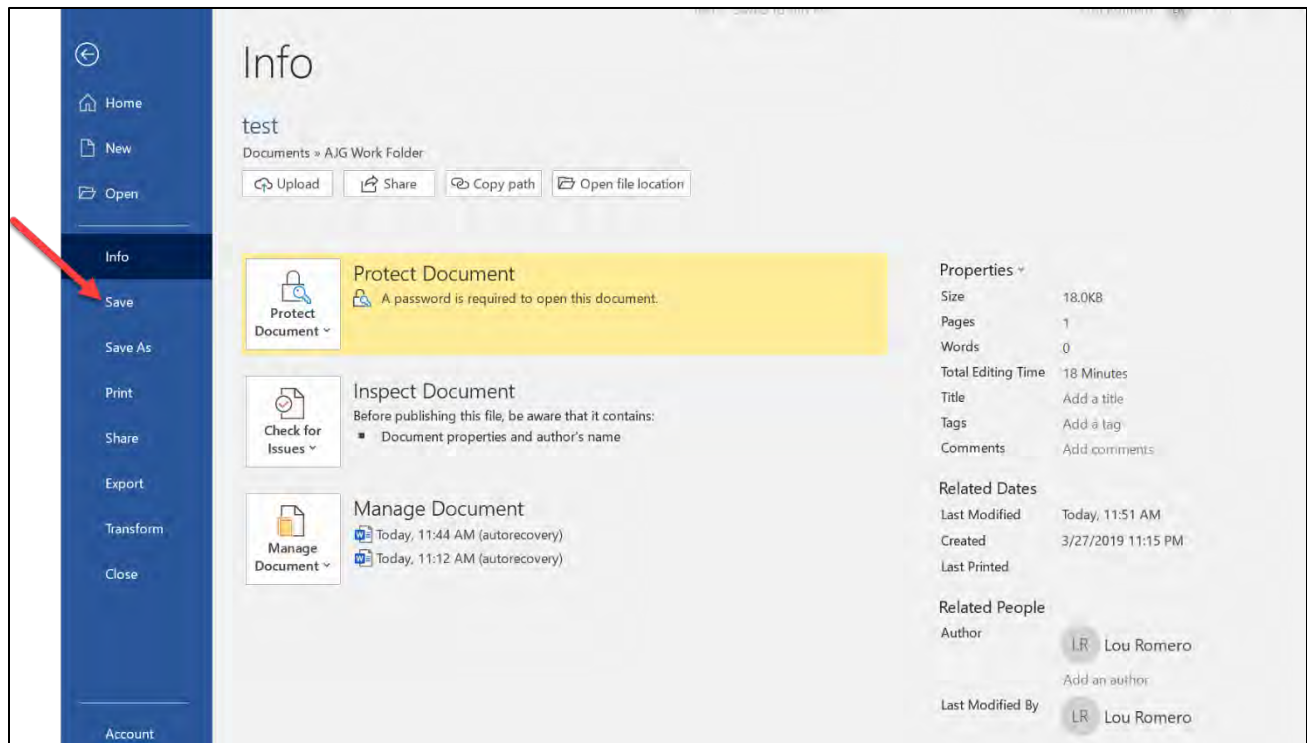 Home
New
Open
Info
Save
Save As
Print
Share
Export
Transform
Close
Account
Info
test
Documents » AJG Work Folder
Upload
Share
Copy path
Open file location
Protect Document
Protect Document
A password is required to open this document.
Check for Issues
Inspect Document
Before publishing this file, be aware that it contains:
▪ Document properties and author's name
Manage Document
Manage Document
Today, 11:44 AM (autorecovery)
Today, 11:12 AM (autorecovery)
Properties
Size 18.0KB
Pages 1
Words 0
Total Editing Time 18 Minutes
Title Add a title
Tags Add a tag
Comments Add comments
Related Dates
Last Modified Today, 11:51 AM
Created 3/27/2019 11:15 PM
Last Printed
Related People
Author LR Lou Romero
Add an author
Last Modified By LR Lou Romero